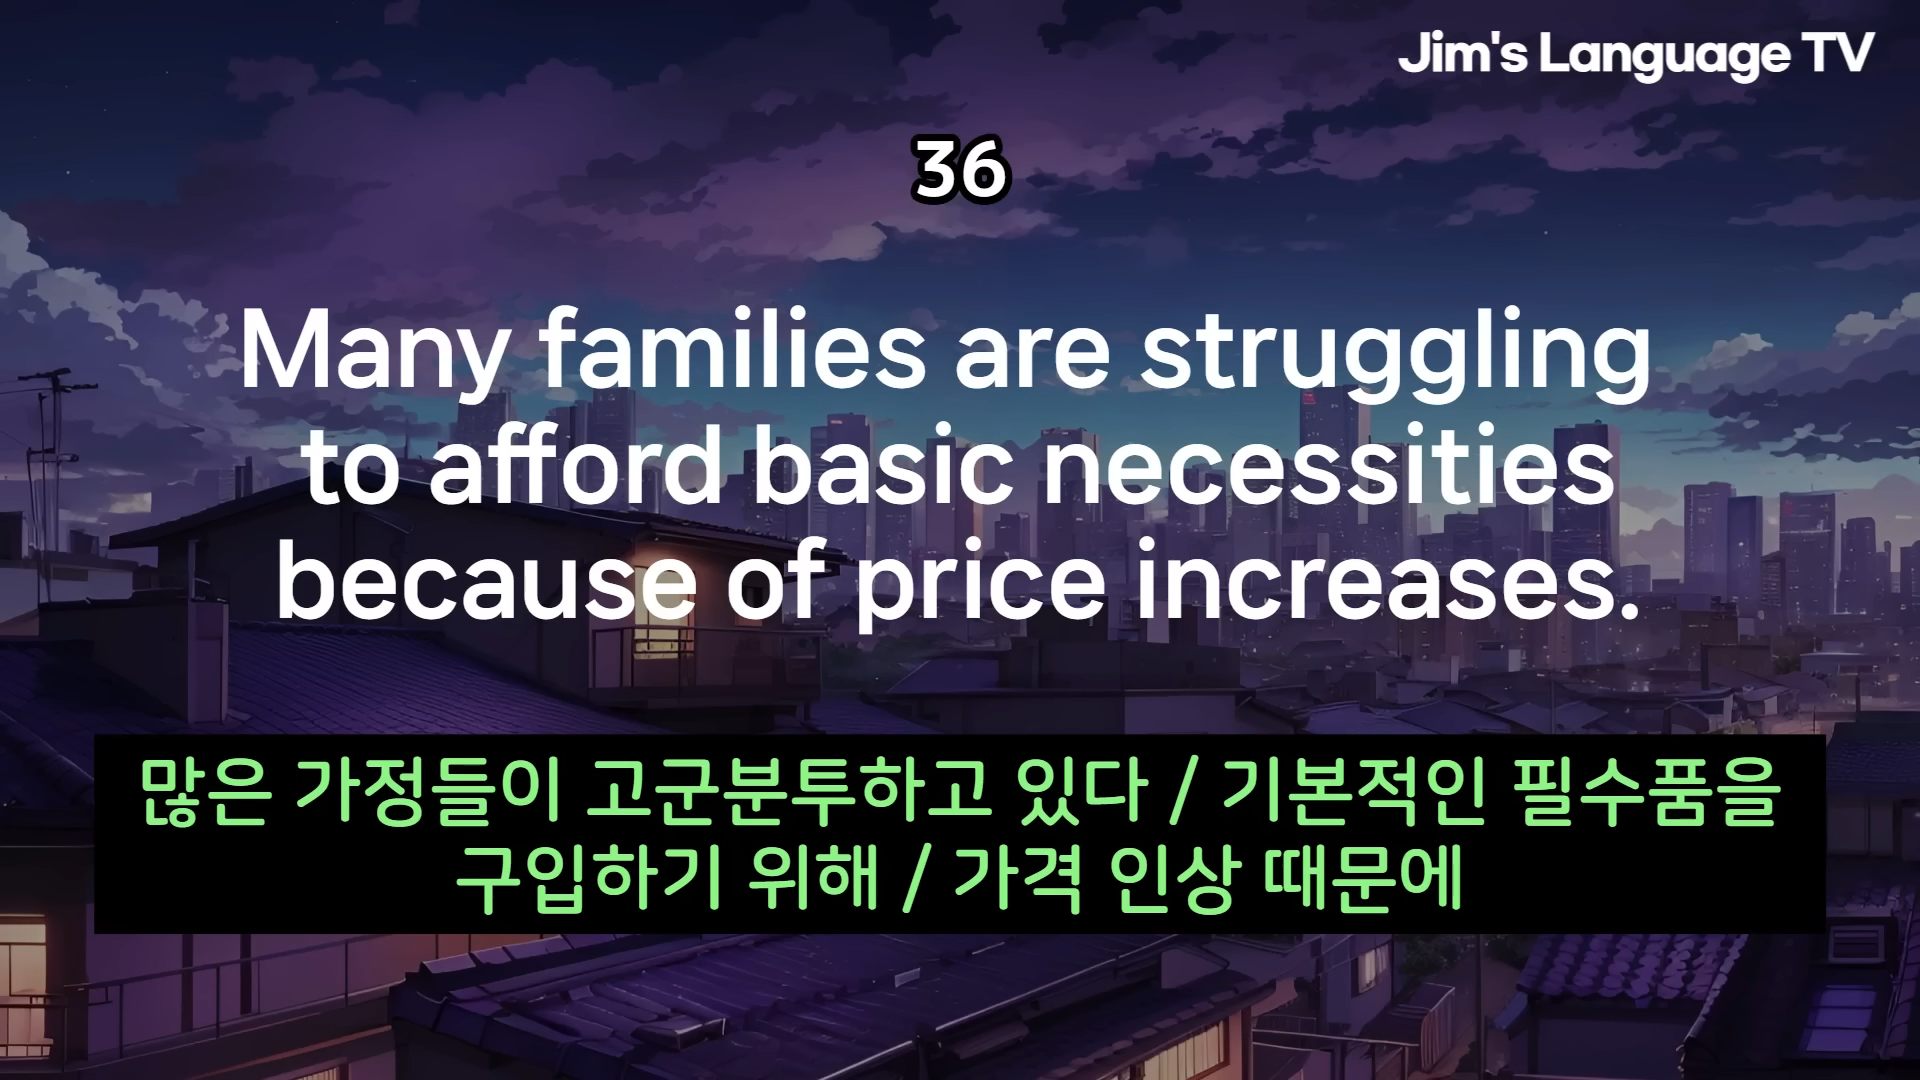 Jim's Language TV
36
Many families are struggling
to afford basic necessities
because of price increases.
많은 가정들이 고군분투하고 있다 / 기본적인 필수품을
구입하기 위해 / 가격 인상 때문에